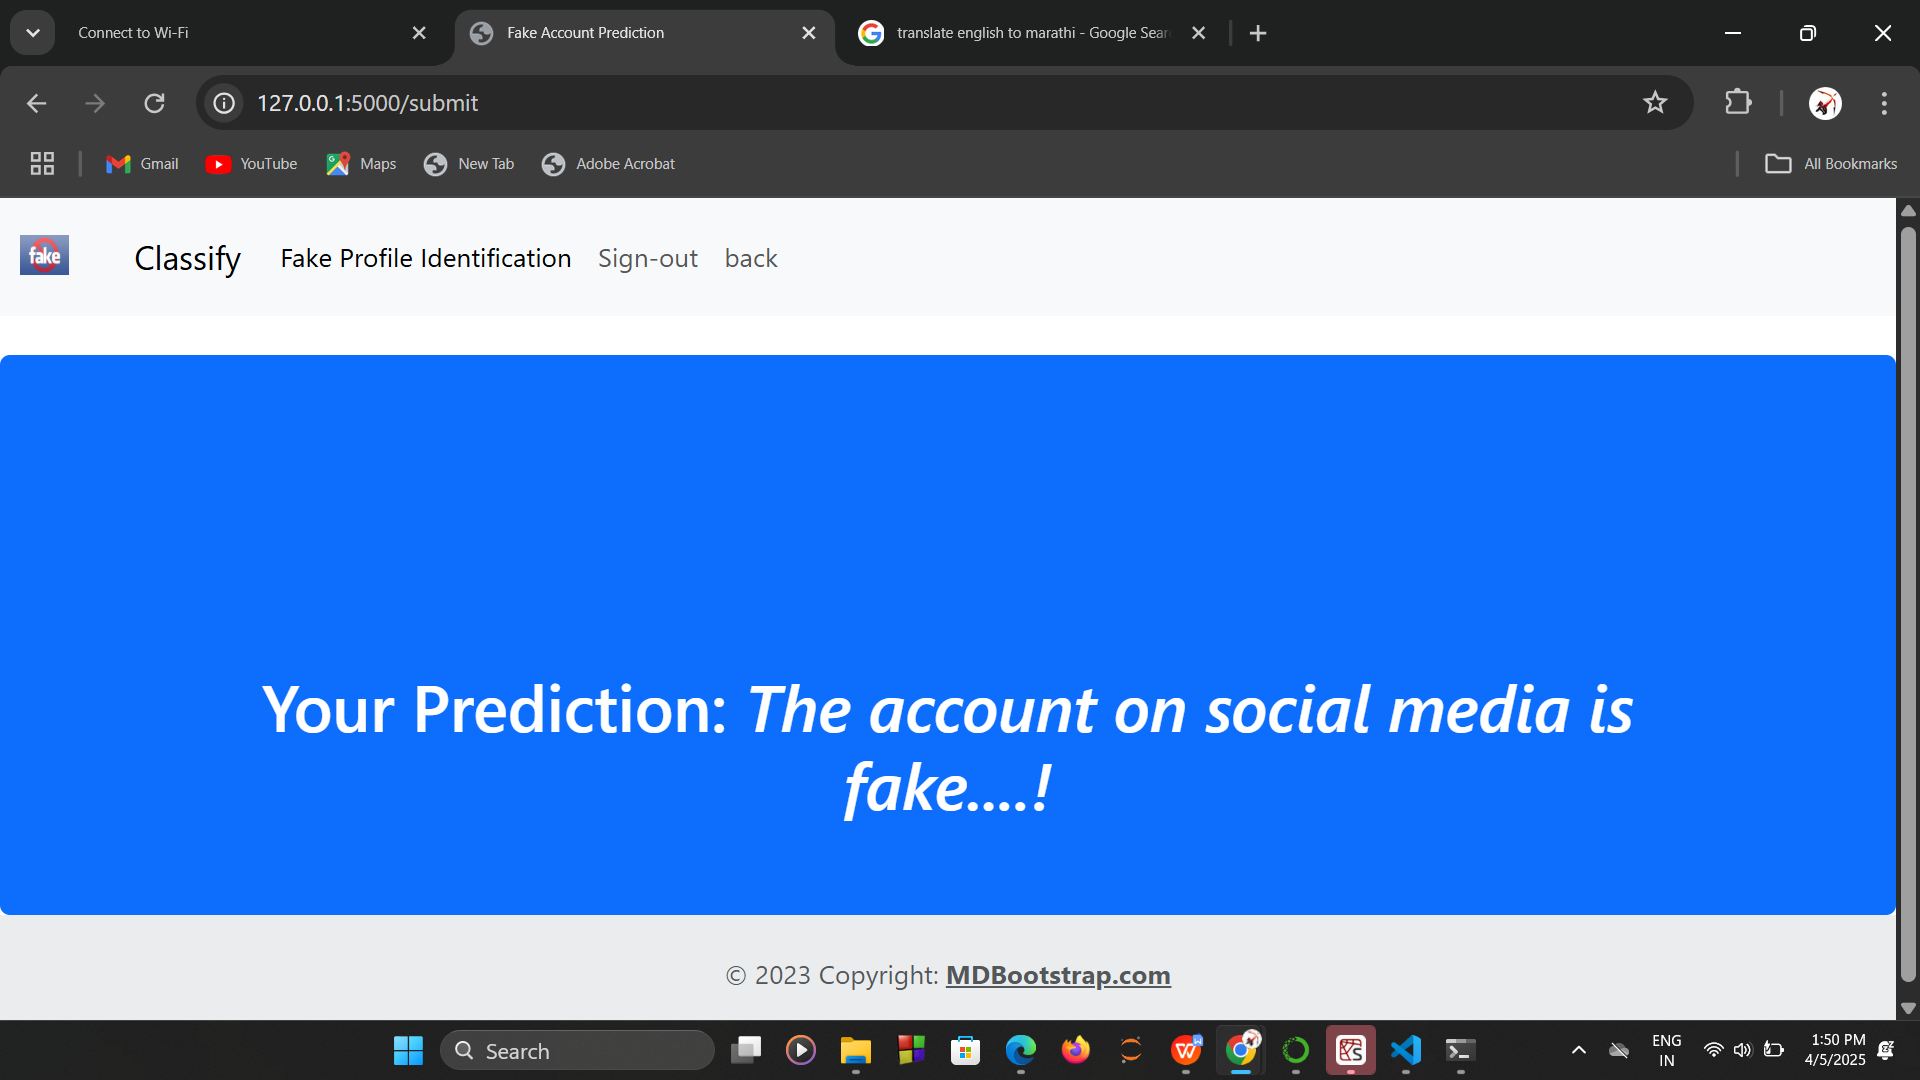 Connect to Wi-Fi
Fake Account Prediction
translate english to marathi - Google Sear
127.0.0.1:5000/submit
Gmail
YouTube
Maps
New Tab
Adobe Acrobat
All Bookmarks
fake
Classify
Fake Profile Identification
Sign-out
back
Your Prediction: The account on social media is
fake....!
© 2023 Copyright: MDBootstrap.com
Search
ENG
IN
1:50 PM
4/5/2025